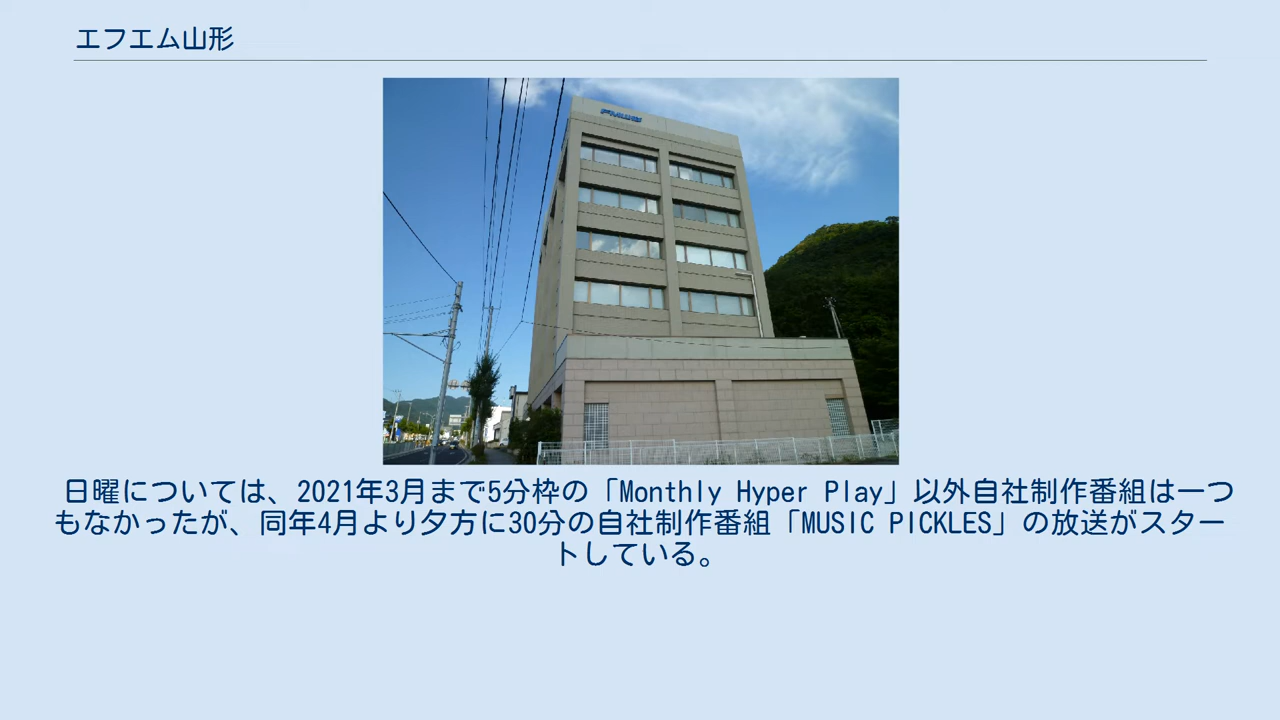 エフエム山形
日曜については、2021年3月まで5分枠の「Monthly Hyper Play」以外自社制作番組は一つ
もなかったが、同年4月より夕方に30分の自社制作番組「MUSIC PICKLES」の放送がスター
トしている。